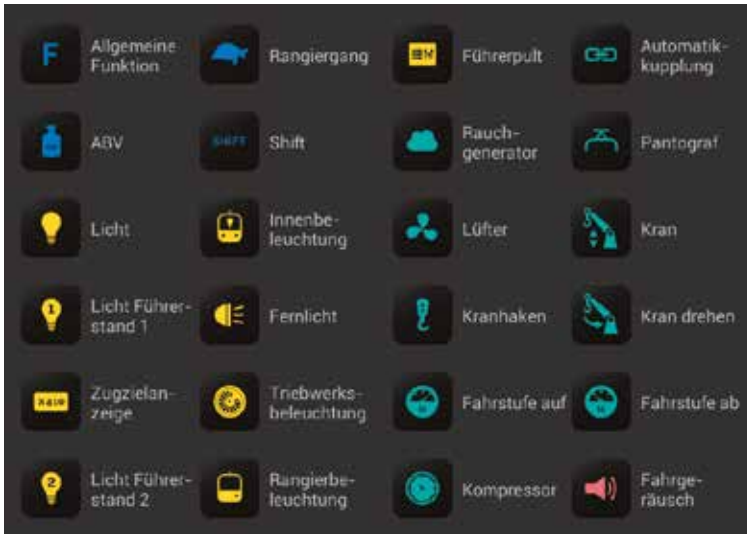 F
Allgemeine
Funktion
Rangiergang
Führerpult
Automatik-
kupplung
ABV
SHIFT
Shift
Rauch-
generator
Pantograf
Licht
Innenbe-
leuchtung
Lüfter
Kran
1
Licht Führer-
stand 1
Fernlicht
Kranhaken
Kran drehen
Zugzielan-
zeige
Triebwerks-
beleuchtung
Fahrstufe auf
Fahrstufe ab
2
Licht Führer-
stand 2
Rangierbe-
leuchtung
Kompressor
Fahrge-
räusch